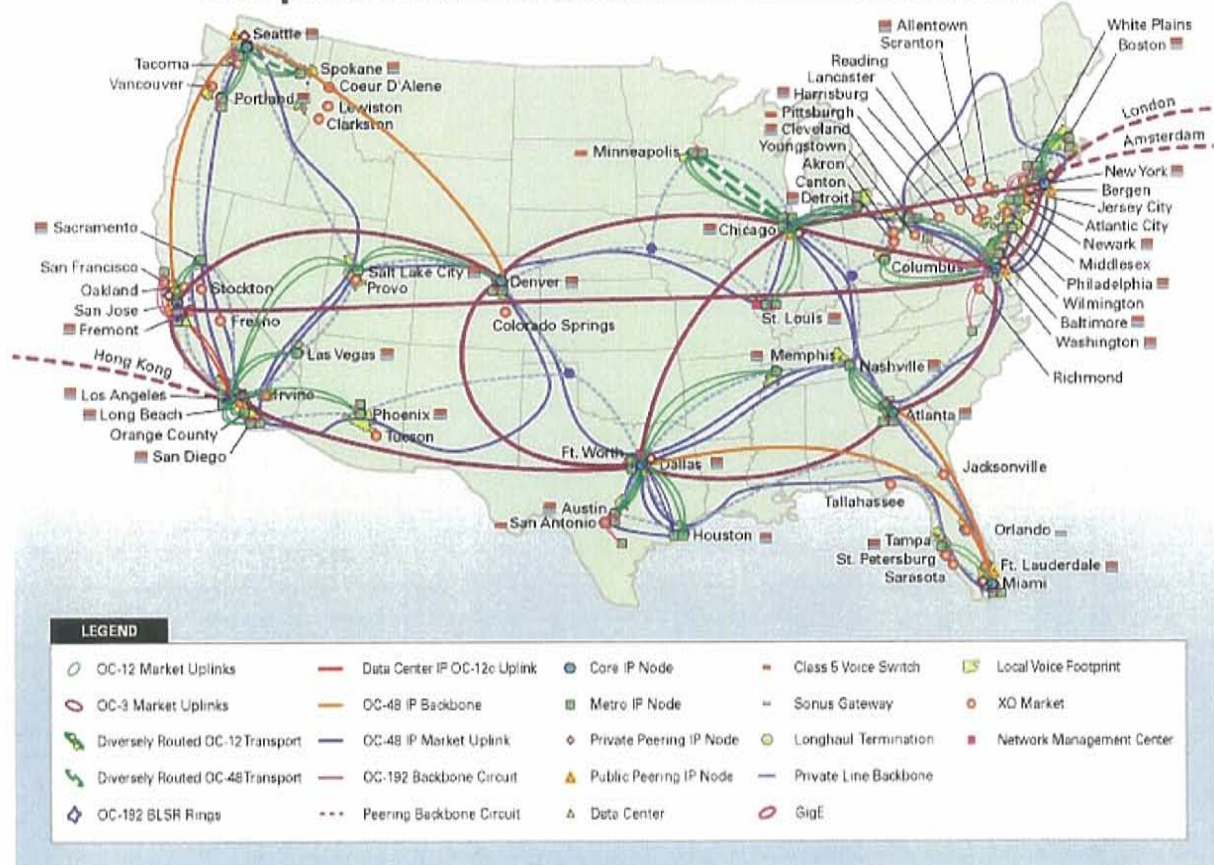 Seattle
Tacoma
Vancouver
Portland
Spokane
Coeur D'Alene
Lewiston
Clarkston
Minneapolis
Allentown
Scranton
Reading
Lancaster
Harrisburg
Pittsburgh
Cleveland
Youngstown
Akron
Canton
Detroit
White Plains
Boston
London
Amsterdam
New York
Bergen
Jersey City
Atlantic City
Newark
Middlesex
Philadelphia
Wilmington
Baltimore
Washington
Richmond
Chicago
Columbus
Sacramento
San Francisco
Oakland
San Jose
Fremont
Stockton
Fresno
Salt Lake City
Provo
Denver
Colorado Springs
St. Louis
Hong Kong
Las Vegas
Memphis
Nashville
Los Angeles
Long Beach
Orange County
San Diego
Irvine
Phoenix
Tucson
Atlanta
Ft. Worth
Dallas
Austin
San Antonio
Houston
Jacksonville
Tallahassee
Orlando
Tampa
St. Petersburg
Sarasota
Ft. Lauderdale
Miami
LEGEND
OC-12 Market Uplinks
OC-3 Market Uplinks
Diversely Routed OC-12 Transport
Diversely Routed OC-48 Transport
OC-192 BLSR Rings
Data Center IP OC-12c Uplink
OC-48 IP Backbone
OC-48 IP Market Uplink
OC-192 Backbone Circuit
Peering Backbone Circuit
Core IP Node
Metro IP Node
Private Peering IP Node
Public Peering IP Node
Data Center
Class 5 Voice Switch
Sonus Gateway
Longhaul Termination
Private Line Backbone
GigE
Local Voice Footprint
XO Market
Network Management Center